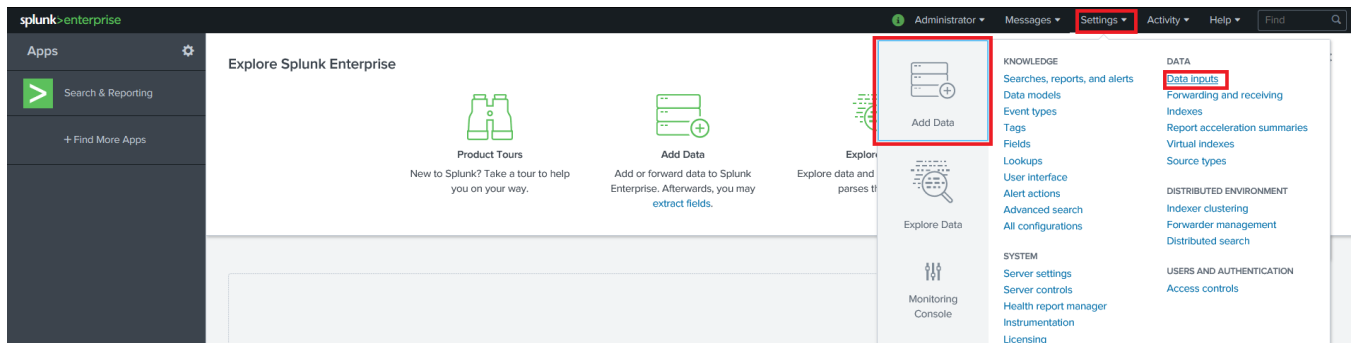 splunk>enterprise
Administrator Messages Settings Activity Help Find
Apps
Search & Reporting
+ Find More Apps
Explore Splunk Enterprise
Product Tours
New to Splunk? Take a tour to help
you on your way.
Add Data
Add or forward data to Splunk
Enterprise. Afterwards, you may
extract fields.
Explore
Explore data and
parses th
Add Data
Explore Data
Monitoring
Console
KNOWLEDGE
Searches, reports, and alerts
Data models
Event types
Tags
Fields
Lookups
User interface
Alert actions
Advanced search
All configurations
SYSTEM
Server settings
Server controls
Health report manager
Instrumentation
Licensing
DATA
Data inputs
Forwarding and receiving
Indexes
Report acceleration summaries
Virtual indexes
Source types
DISTRIBUTED ENVIRONMENT
Indexer clustering
Forwarder management
Distributed search
USERS AND AUTHENTICATION
Access controls